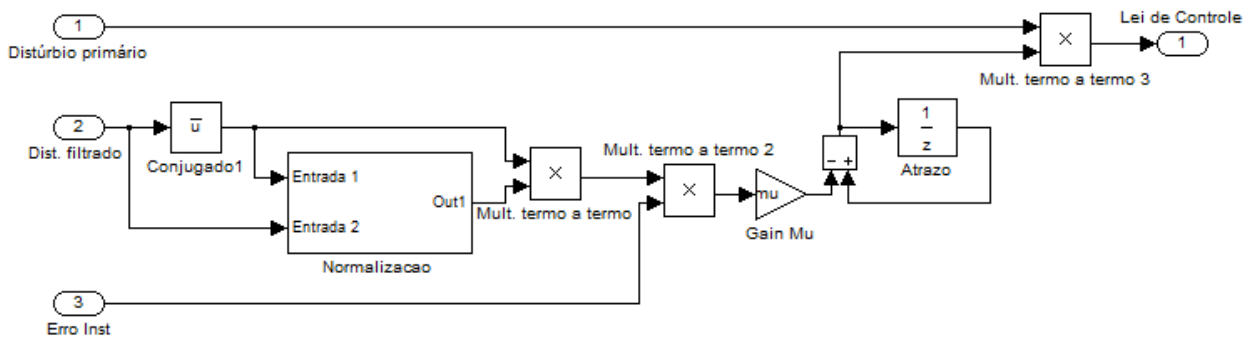 1
Distúrbio primário
Lei de Controle
×
1
Mult. termo a termo 3
2
Dist. filtrado
u
Conjugado1
Entrada 1
Entrada 2
Out1
Normalizacao
×
Mult. termo a termo
Mult. termo a termo 2
×
mu
Gain Mu
- +
1
z
Atrazo
3
Erro Inst